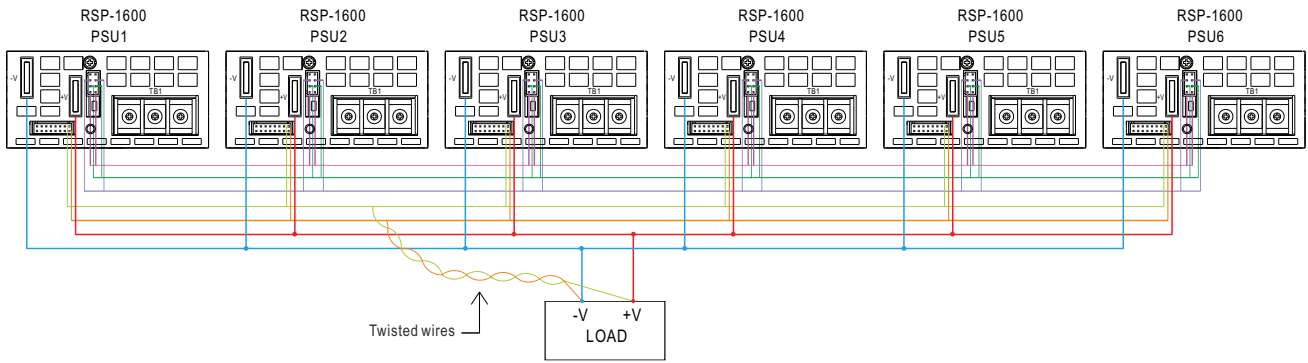 RSP-1600 RSP-1600 RSP-1600 RSP-1600 RSP-1600 RSP-1600
PSU1 PSU2 PSU3 PSU4 PSU5 PSU6
-V -V -V -V -V -V
+V +V +V +V +V +V
TB1 TB1 TB1 TB1 TB1 TB1
-V +V
Twisted wires
LOAD